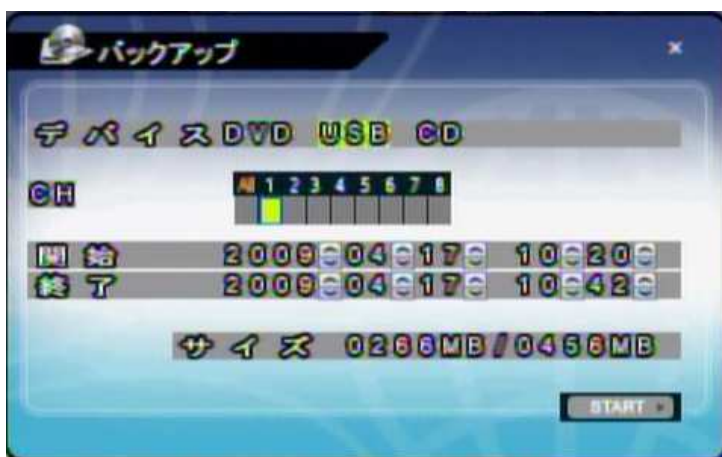 バックアップ ×
デバイス DVD USB CD
CH All 1 2 3 4 5 6 7 8
開始 2009 04 17 10 20
終了 2009 04 17 10 42
サイズ 0266MB/0456MB
START